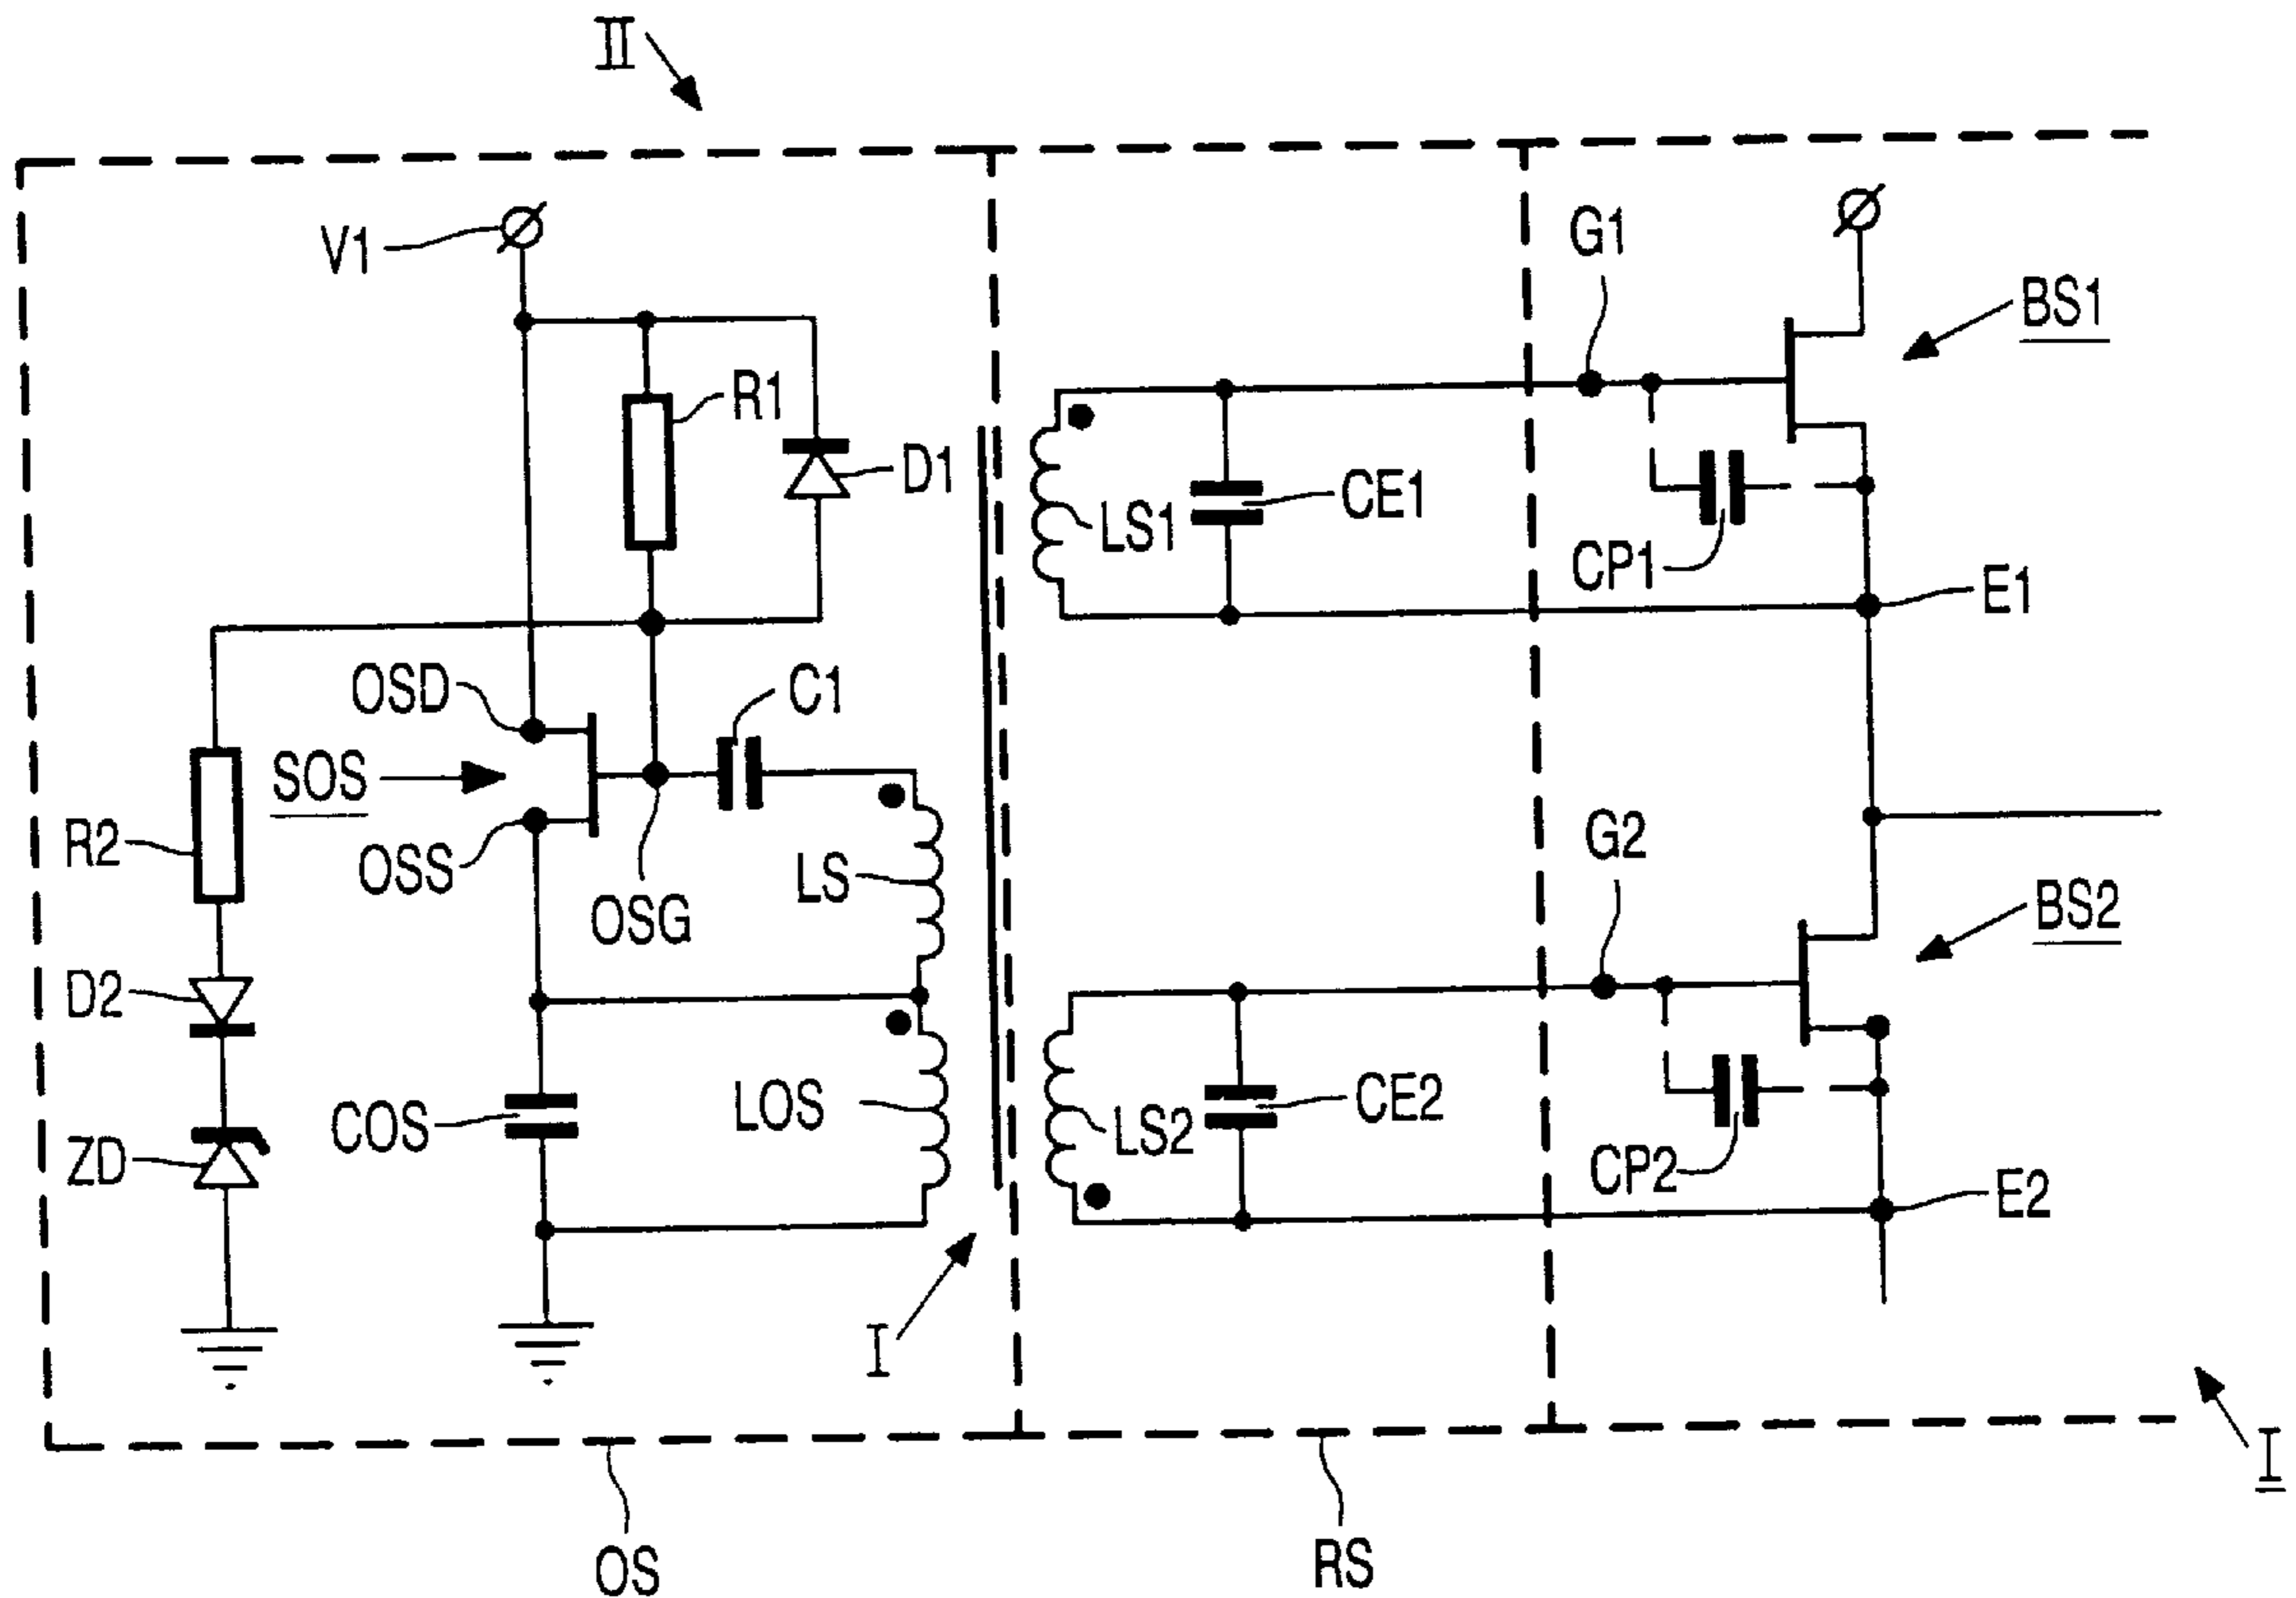 II
V1
G1
BS1
R1
D1
LS1
CE1
CP1
E1
OSD
C1
SOS
R2
OSS
OSG
LS
G2
BS2
D2
COS
LOS
LS2
CE2
ZD
CP2
E2
I
I
OS
RS